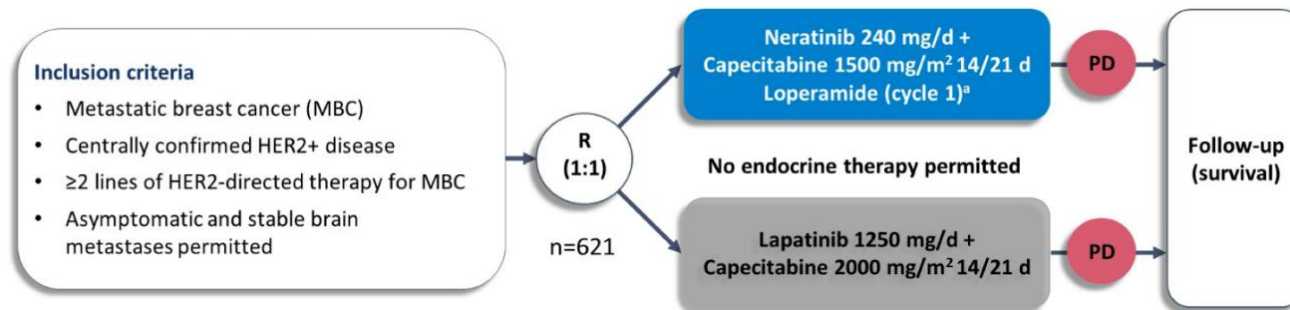 Inclusion criteria
• Metastatic breast cancer (MBC)
• Centrally confirmed HER2+ disease
• ≥2 lines of HER2-directed therapy for MBC
• Asymptomatic and stable brain
metastases permitted
R
(1:1)
n=621
Neratinib 240 mg/d +
Capecitabine 1500 mg/m² 14/21 d
Loperamide (cycle 1)ᵃ
PD
No endocrine therapy permitted
Lapatinib 1250 mg/d +
Capecitabine 2000 mg/m² 14/21 d
PD
Follow-up
(survival)